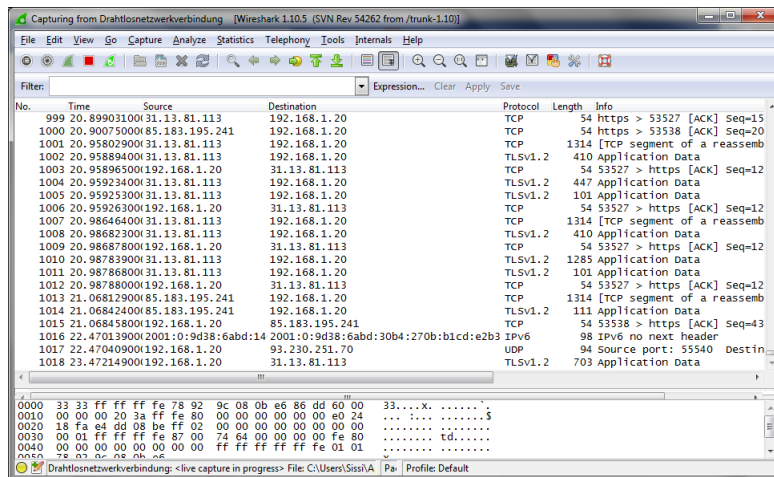 Capturing from Drahtlosnetzwerkverbindung [Wireshark 1.10.5 (SVN Rev 54262 from /trunk-1.10)]
File Edit View Go Capture Analyze Statistics Telephony Tools Internals Help
Filter: Expression... Clear Apply Save
No. Time Source Destination Protocol Length Info
999 20.89903100( 31.13.81.113 192.168.1.20 TCP 54 https > 53527 [ACK] Seq=15
1000 20.90075000( 85.183.195.241 192.168.1.20 TCP 54 https > 53538 [ACK] Seq=20
1001 20.95802900( 31.13.81.113 192.168.1.20 TCP 1314 [TCP segment of a reassemb
1002 20.95889400( 31.13.81.113 192.168.1.20 TLSv1.2 410 Application Data
1003 20.95896500( 192.168.1.20 31.13.81.113 TCP 54 53527 > https [ACK] Seq=12
1004 20.95923400( 31.13.81.113 192.168.1.20 TLSv1.2 447 Application Data
1005 20.95925300( 31.13.81.113 192.168.1.20 TLSv1.2 101 Application Data
1006 20.95926300( 192.168.1.20 31.13.81.113 TCP 54 53527 > https [ACK] Seq=12
1007 20.98646400( 31.13.81.113 192.168.1.20 TCP 1314 [TCP segment of a reassemb
1008 20.98682300( 31.13.81.113 192.168.1.20 TLSv1.2 410 Application Data
1009 20.98687800( 192.168.1.20 31.13.81.113 TCP 54 53527 > https [ACK] Seq=12
1010 20.98783900( 31.13.81.113 192.168.1.20 TLSv1.2 1285 Application Data
1011 20.98786800( 31.13.81.113 192.168.1.20 TLSv1.2 101 Application Data
1012 20.98788000( 192.168.1.20 31.13.81.113 TCP 54 53527 > https [ACK] Seq=12
1013 21.06812900( 85.183.195.241 192.168.1.20 TCP 1314 [TCP segment of a reassemb
1014 21.06842400( 85.183.195.241 192.168.1.20 TLSv1.2 111 Application Data
1015 21.06845800( 192.168.1.20 85.183.195.241 TCP 54 53538 > https [ACK] Seq=43
1016 22.47013900( 2001:0:9d38:6abd:14 2001:0:9d38:6abd:30b4:270b:b1cd:e2b3 IPv6 98 IPv6 no next header
1017 22.47040900( 192.168.1.20 93.230.251.70 UDP 94 Source port: 55540 Destin
1018 23.47214900( 192.168.1.20 31.13.81.113 TLSv1.2 703 Application Data
0000 33 33 ff ff ff fe 78 92 9c 08 0b e6 86 dd 60 00 33....x. ......`.
0010 00 00 00 20 3a ff fe 80 00 00 00 00 00 00 e0 24 ... :... .......$
0020 18 fa e4 dd 08 be ff 02 00 00 00 00 00 00 00 00 ........ ........
0030 00 01 ff ff ff fe 87 00 74 64 00 00 00 00 fe 80 ........ td......
0040 00 00 00 00 00 00 00 00 ff ff ff ff ff fe 01 01 ........ ........
0050 78 92 9c 08 0b e6 x.....
Drahtlosnetzwerkverbindung: <live capture in progress> File: C:\Users\Sissi\A Pa Profile: Default